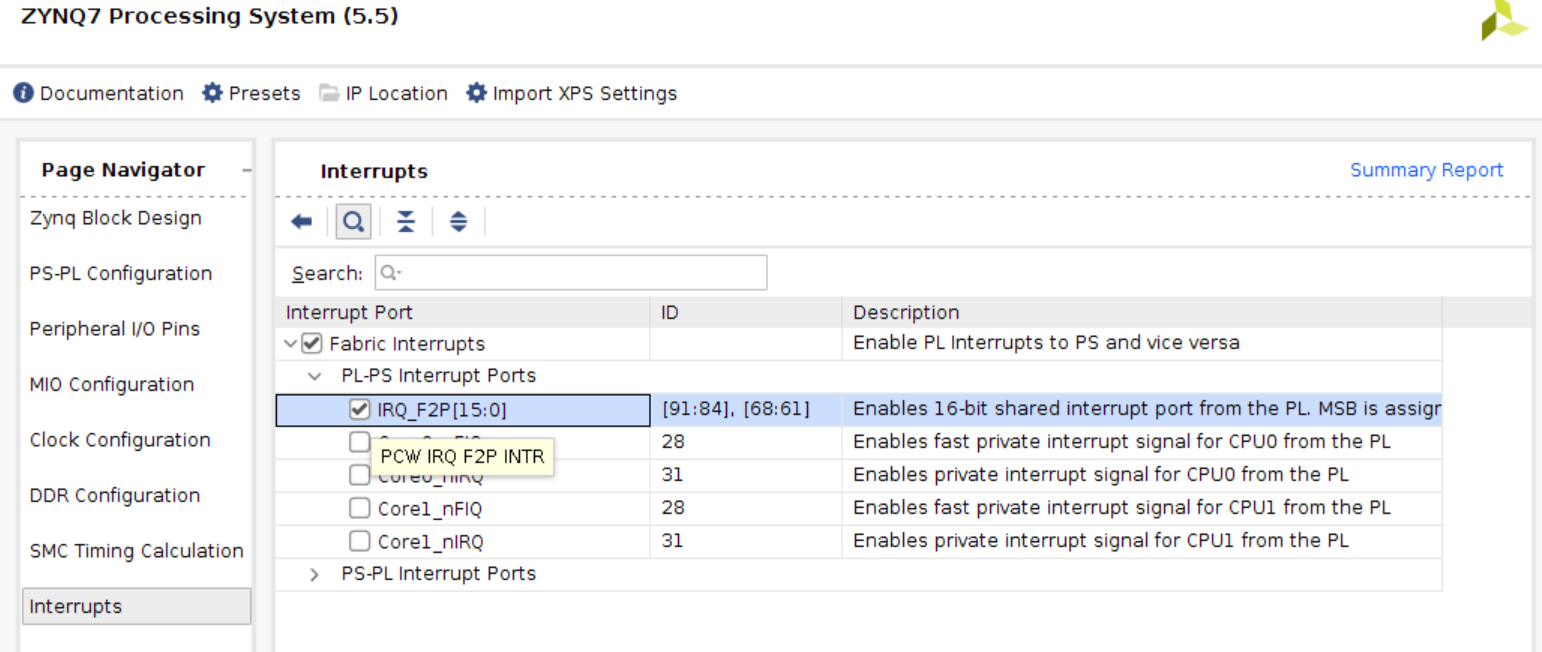 ZYNQ7 Processing System (5.5)
Documentation Presets IP Location Import XPS Settings
Page Navigator
Zynq Block Design
PS-PL Configuration
Peripheral I/O Pins
MIO Configuration
Clock Configuration
DDR Configuration
SMC Timing Calculation
Interrupts
Interrupts Summary Report
Search:
Interrupt Port ID Description
Fabric Interrupts Enable PL Interrupts to PS and vice versa
PL-PS Interrupt Ports
IRQ_F2P[15:0] [91:84], [68:61] Enables 16-bit shared interrupt port from the PL. MSB is assigr
28 Enables fast private interrupt signal for CPU0 from the PL
PCW IRQ F2P INTR
31 Enables private interrupt signal for CPU0 from the PL
Core1_nFIQ 28 Enables fast private interrupt signal for CPU1 from the PL
Core1_nIRQ 31 Enables private interrupt signal for CPU1 from the PL
PS-PL Interrupt Ports